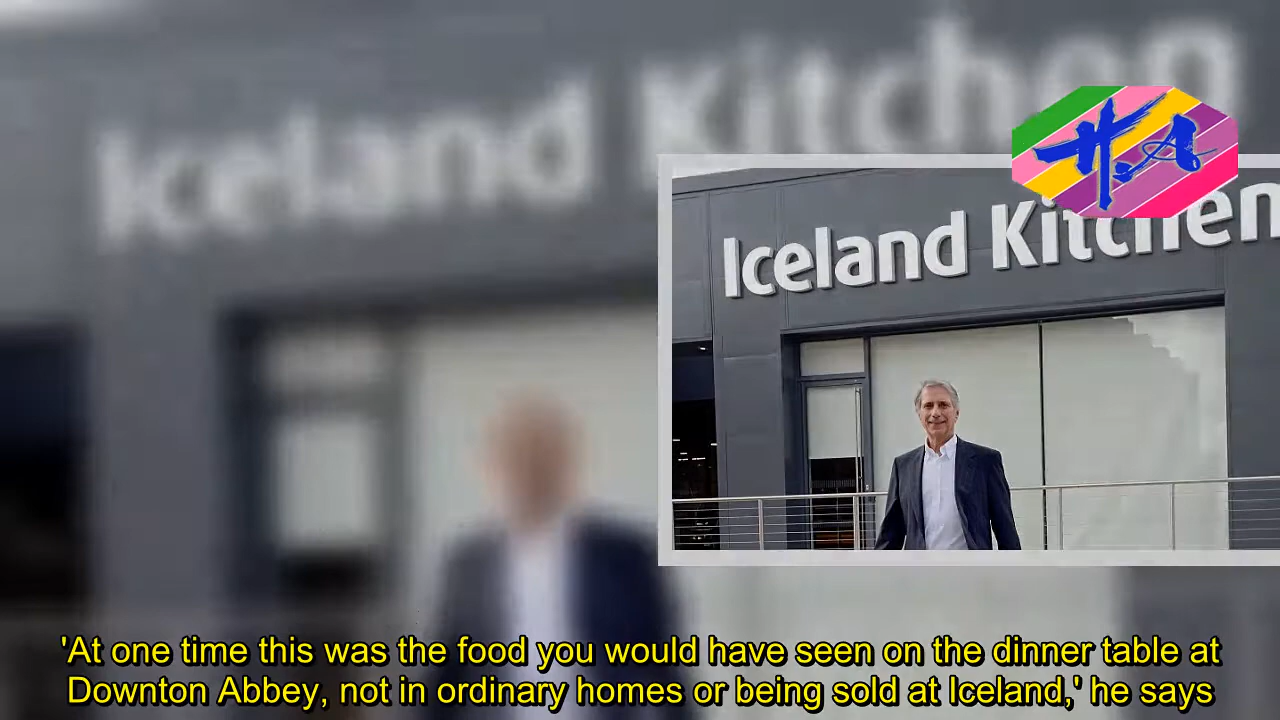 Iceland Kitchen
Iceland Kitchen
H.A
'At one time this was the food you would have seen on the dinner table at
Downton Abbey, not in ordinary homes or being sold at Iceland,' he says